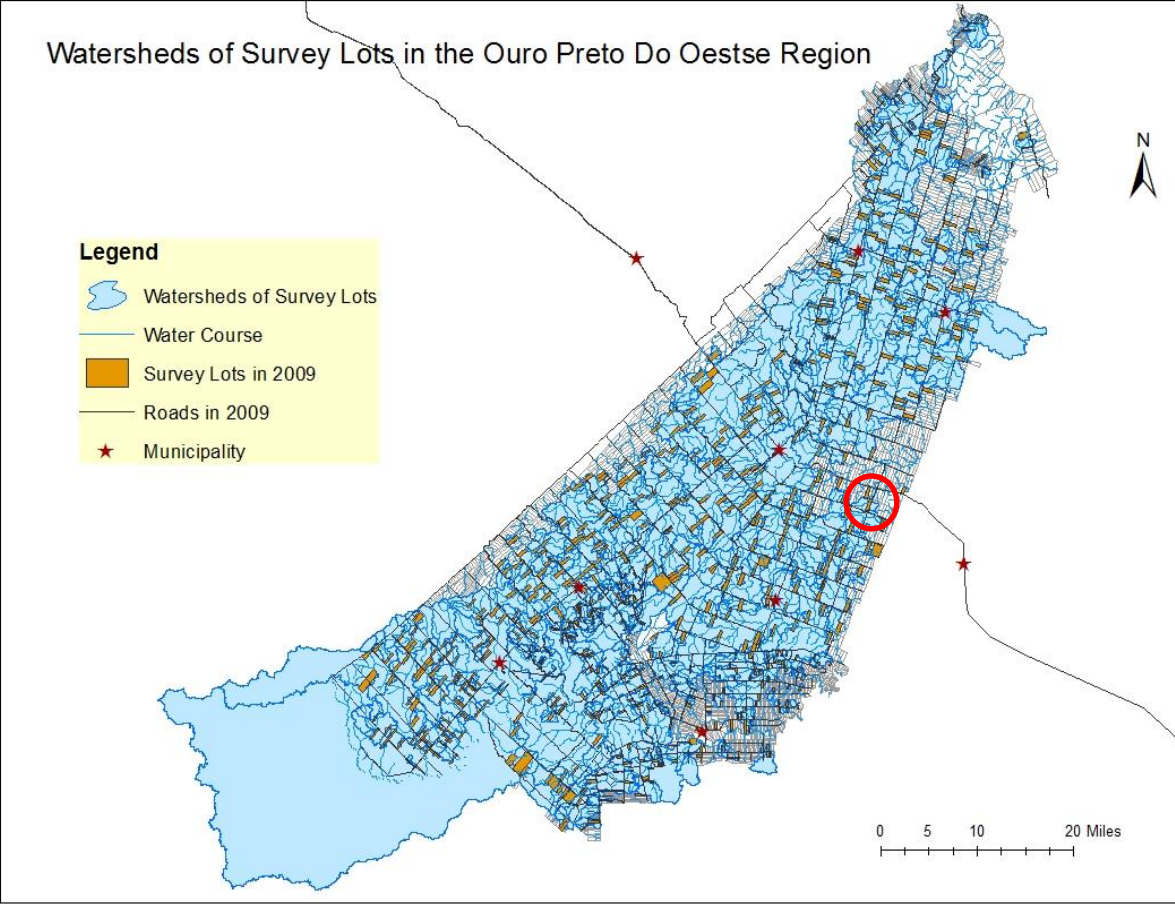 Watersheds of Survey Lots in the Ouro Preto Do Oestse Region
N
Legend
Watersheds of Survey Lots
Water Course
Survey Lots in 2009
Roads in 2009
Municipality
0 5 10 20 Miles